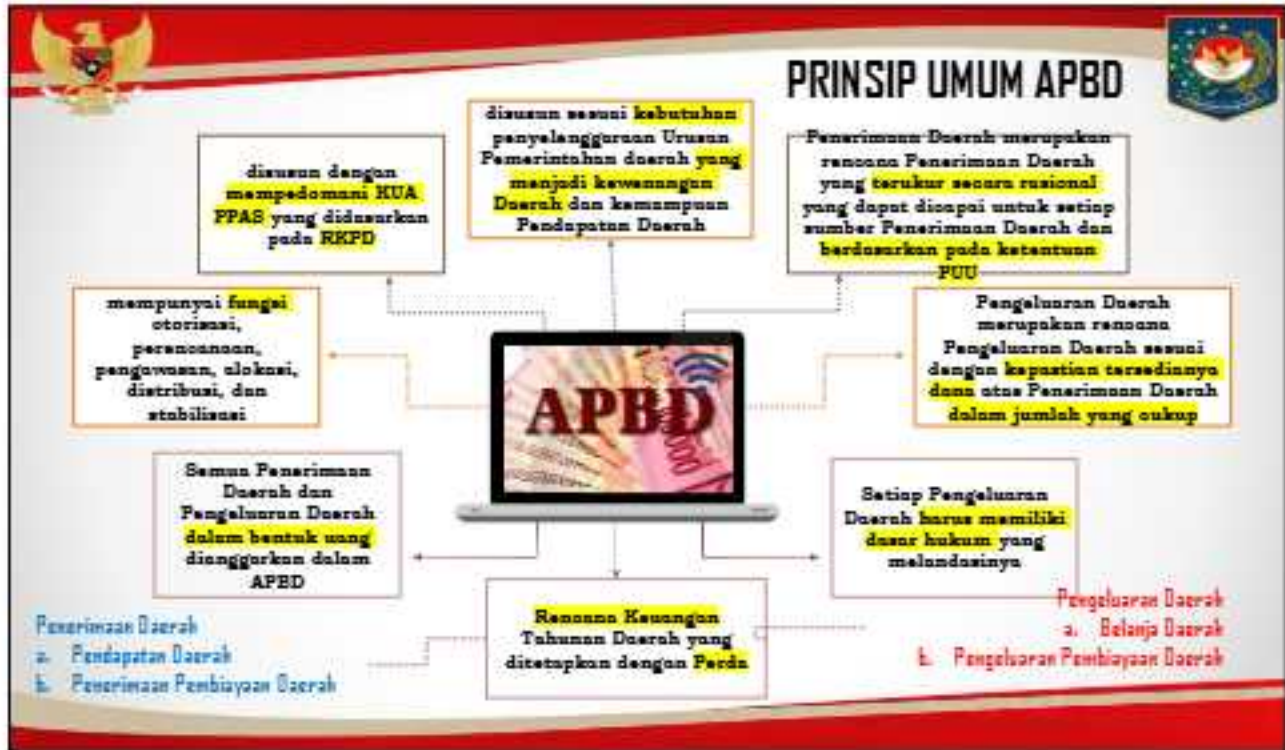 PRINSIP UMUM APBD
disusun dengan
mempedomani KUA
PPAS yang didasarkan
pada RKPD
disusun sesuai kebutuhan
penyelenggaraan Urusan
Pemerintahan daerah yang
menjadi kewenangan
Daerah dan kemampuan
Pendapatan Daerah
Penerimaan Daerah merupakan
rencana Penerimaan Daerah
yang terukur secara rasional
yang dapat dicapai untuk setiap
sumber Penerimaan Daerah dan
berdasarkan pada ketentuan
PUU
mempunyai fungsi
otorisasi,
perencanaan,
pengawasan, alokasi,
distribusi, dan
stabilisasi
APBD
Pengeluaran Daerah
merupakan rencana
Pengeluaran Daerah sesuai
dengan kepastian tersedianya
dana atas Penerimaan Daerah
dalam jumlah yang cukup
Semua Penerimaan
Daerah dan
Pengeluaran Daerah
dalam bentuk uang
dianggarkan dalam
APBD
Setiap Pengeluaran
Daerah harus memiliki
dasar hukum yang
melandasinya
Rencana Keuangan
Tahunan Daerah yang
ditetapkan dengan Perda
Penerimaan Daerah
a. Pendapatan Daerah
b. Penerimaan Pembiayaan Daerah
Pengeluaran Daerah
a. Belanja Daerah
b. Pengeluaran Pembiayaan Daerah